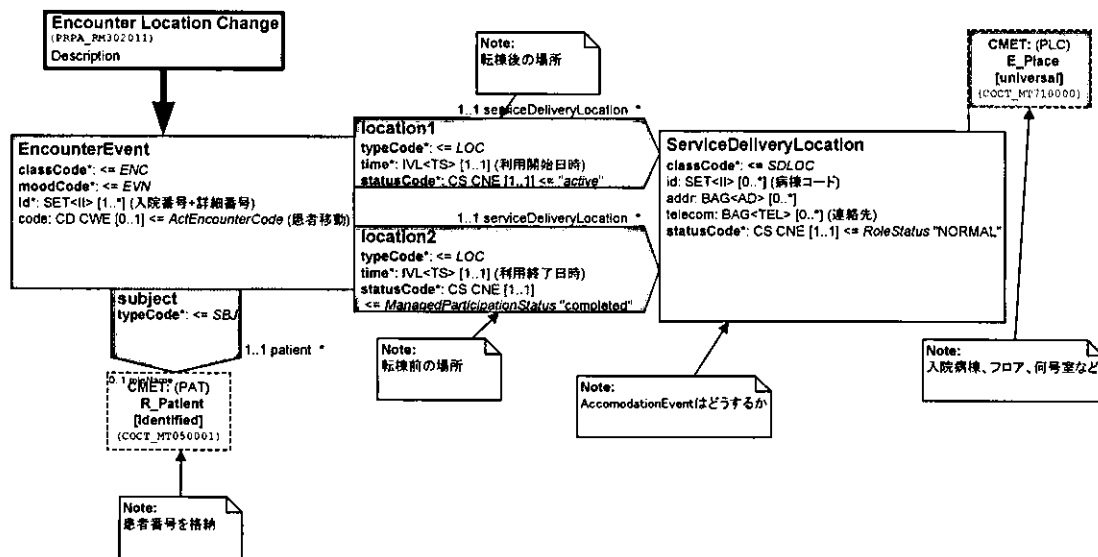 Encounter Location Change
(PRPA_RM302011)
Description
Note:
転棟後の場所
CMET: (PLC)
E_Place
[universal]
(COCT_MT710000)
1..1 serviceDeliveryLocation *
EncounterEvent
classCode*: <= ENC
moodCode*: <= EVN
id*: SET<II> [1..*] (入院番号+詳細番号)
code: CD CWE [0..1] <= ActEncounterCode (患者移動)
location1
typeCode*: <= LOC
time*: IVL<TS> [1..1] (利用開始日時)
statusCode*: CS CNE [1..1] <= "active"
1..1 serviceDeliveryLocation *
location2
typeCode*: <= LOC
time*: IVL<TS> [1..1] (利用終了日時)
statusCode*: CS CNE [1..1]
<= ManagedParticipationStatus "completed"
ServiceDeliveryLocation
classCode*: <= SDLOC
id: SET<II> [0..*] (病棟コード)
addr: BAG<AD> [0..*]
telecom: BAG<TEL> [0..*] (連絡先)
statusCode*: CS CNE [1..1] <= RoleStatus "NORMAL"
subject
typeCode*: <= SBJ
1..1 patient *
CMET: (PAT)
R_Patient
[identified]
(COCT_MT050001)
Note:
転棟前の場所
Note:
AccomodationEventはどうするか
Note:
入院病棟、フロア、何号室など
Note:
患者番号を格納